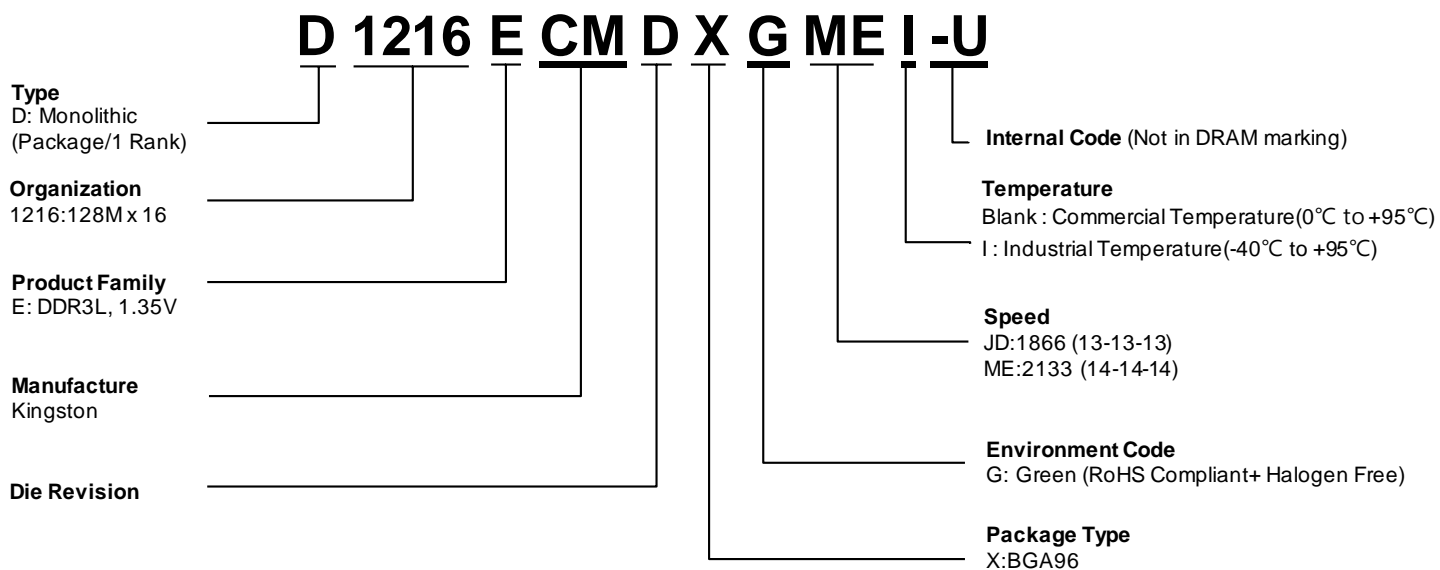 D 1216 E CM D X G ME I -U
Type
D: Monolithic
(Package/1 Rank)
Organization
1216:128M x 16
Product Family
E: DDR3L, 1.35V
Manufacture
Kingston
Die Revision
Internal Code (Not in DRAM marking)
Temperature
Blank : Commercial Temperature(0℃ to +95℃)
I : Industrial Temperature(-40℃ to +95℃)
Speed
JD:1866 (13-13-13)
ME:2133 (14-14-14)
Environment Code
G: Green (RoHS Compliant+ Halogen Free)
Package Type
X:BGA96